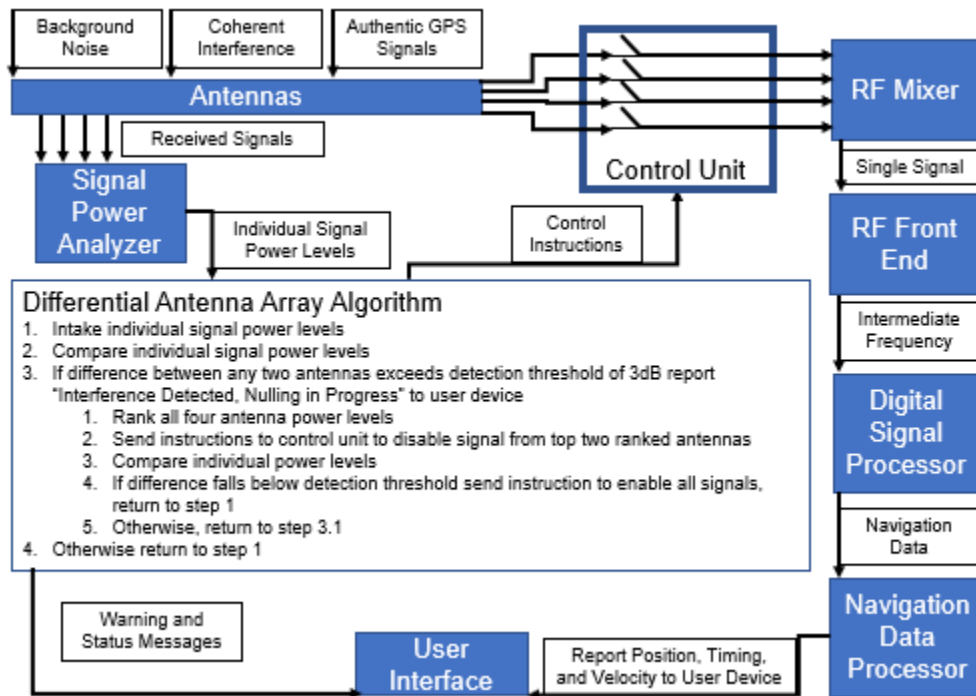 Background
Noise
Coherent
Interference
Authentic GPS
Signals
Antennas
RF Mixer
Received Signals
Control Unit
Single Signal
Signal
Power
Analyzer
Individual Signal
Power Levels
Control
Instructions
RF Front
End
Differential Antenna Array Algorithm
1. Intake individual signal power levels
2. Compare individual signal power levels
3. If difference between any two antennas exceeds detection threshold of 3dB report
“Interference Detected, Nulling in Progress” to user device
1. Rank all four antenna power levels
2. Send instructions to control unit to disable signal from top two ranked antennas
3. Compare individual power levels
4. If difference falls below detection threshold send instruction to enable all signals,
return to step 1
5. Otherwise, return to step 3.1
4. Otherwise return to step 1
Intermediate
Frequency
Digital
Signal
Processor
Navigation
Data
Navigation
Data
Processor
Warning and
Status Messages
User
Interface
Report Position, Timing,
and Velocity to User Device